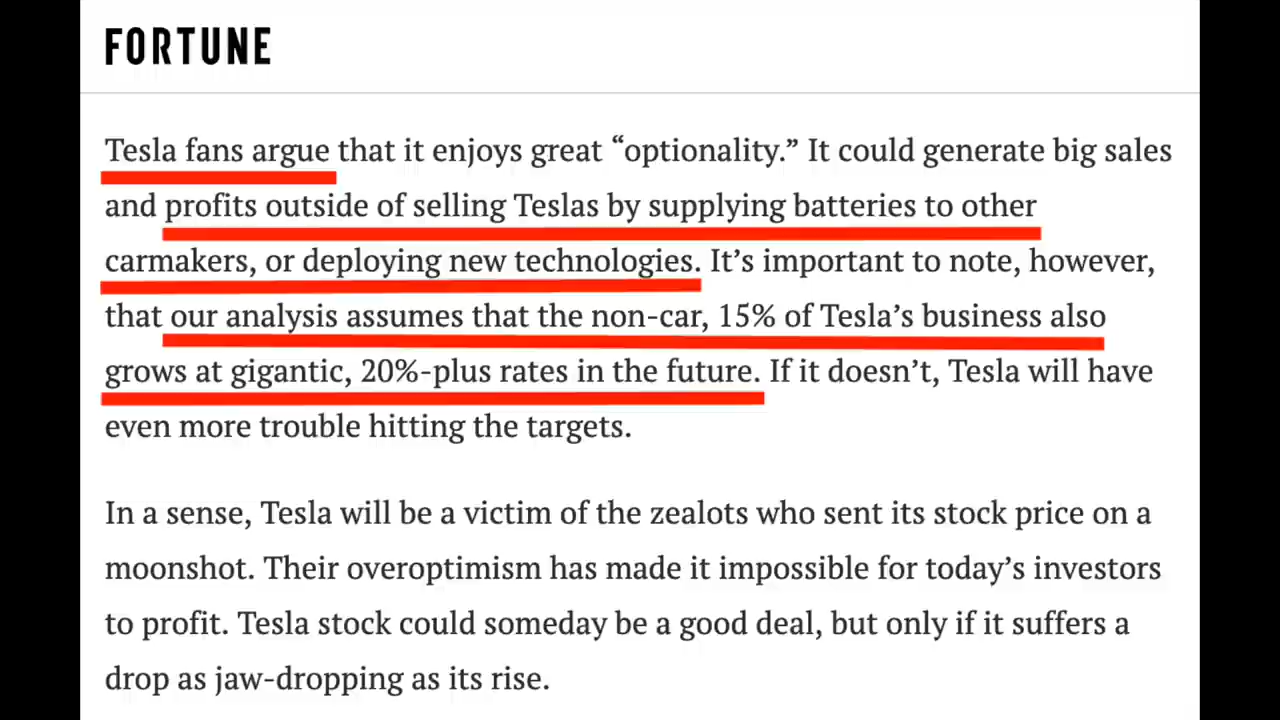 FORTUNE
Tesla fans argue that it enjoys great “optionality.” It could generate big sales
and profits outside of selling Teslas by supplying batteries to other
carmakers, or deploying new technologies. It’s important to note, however,
that our analysis assumes that the non-car, 15% of Tesla’s business also
grows at gigantic, 20%-plus rates in the future. If it doesn’t, Tesla will have
even more trouble hitting the targets.
In a sense, Tesla will be a victim of the zealots who sent its stock price on a
moonshot. Their overoptimism has made it impossible for today’s investors
to profit. Tesla stock could someday be a good deal, but only if it suffers a
drop as jaw-dropping as its rise.